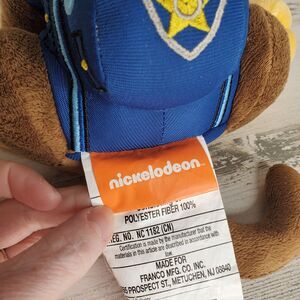 nickelodeon
POLYESTER FIBER 100%
REG. NO. NC 1182 (CN)
Certification is made by the manufacturer that the
materials in this article are described in accordance
with law.
MADE FOR
FRANCO MFG. CO. INC.
PROSPECT ST., METUCHEN, NJ 08840